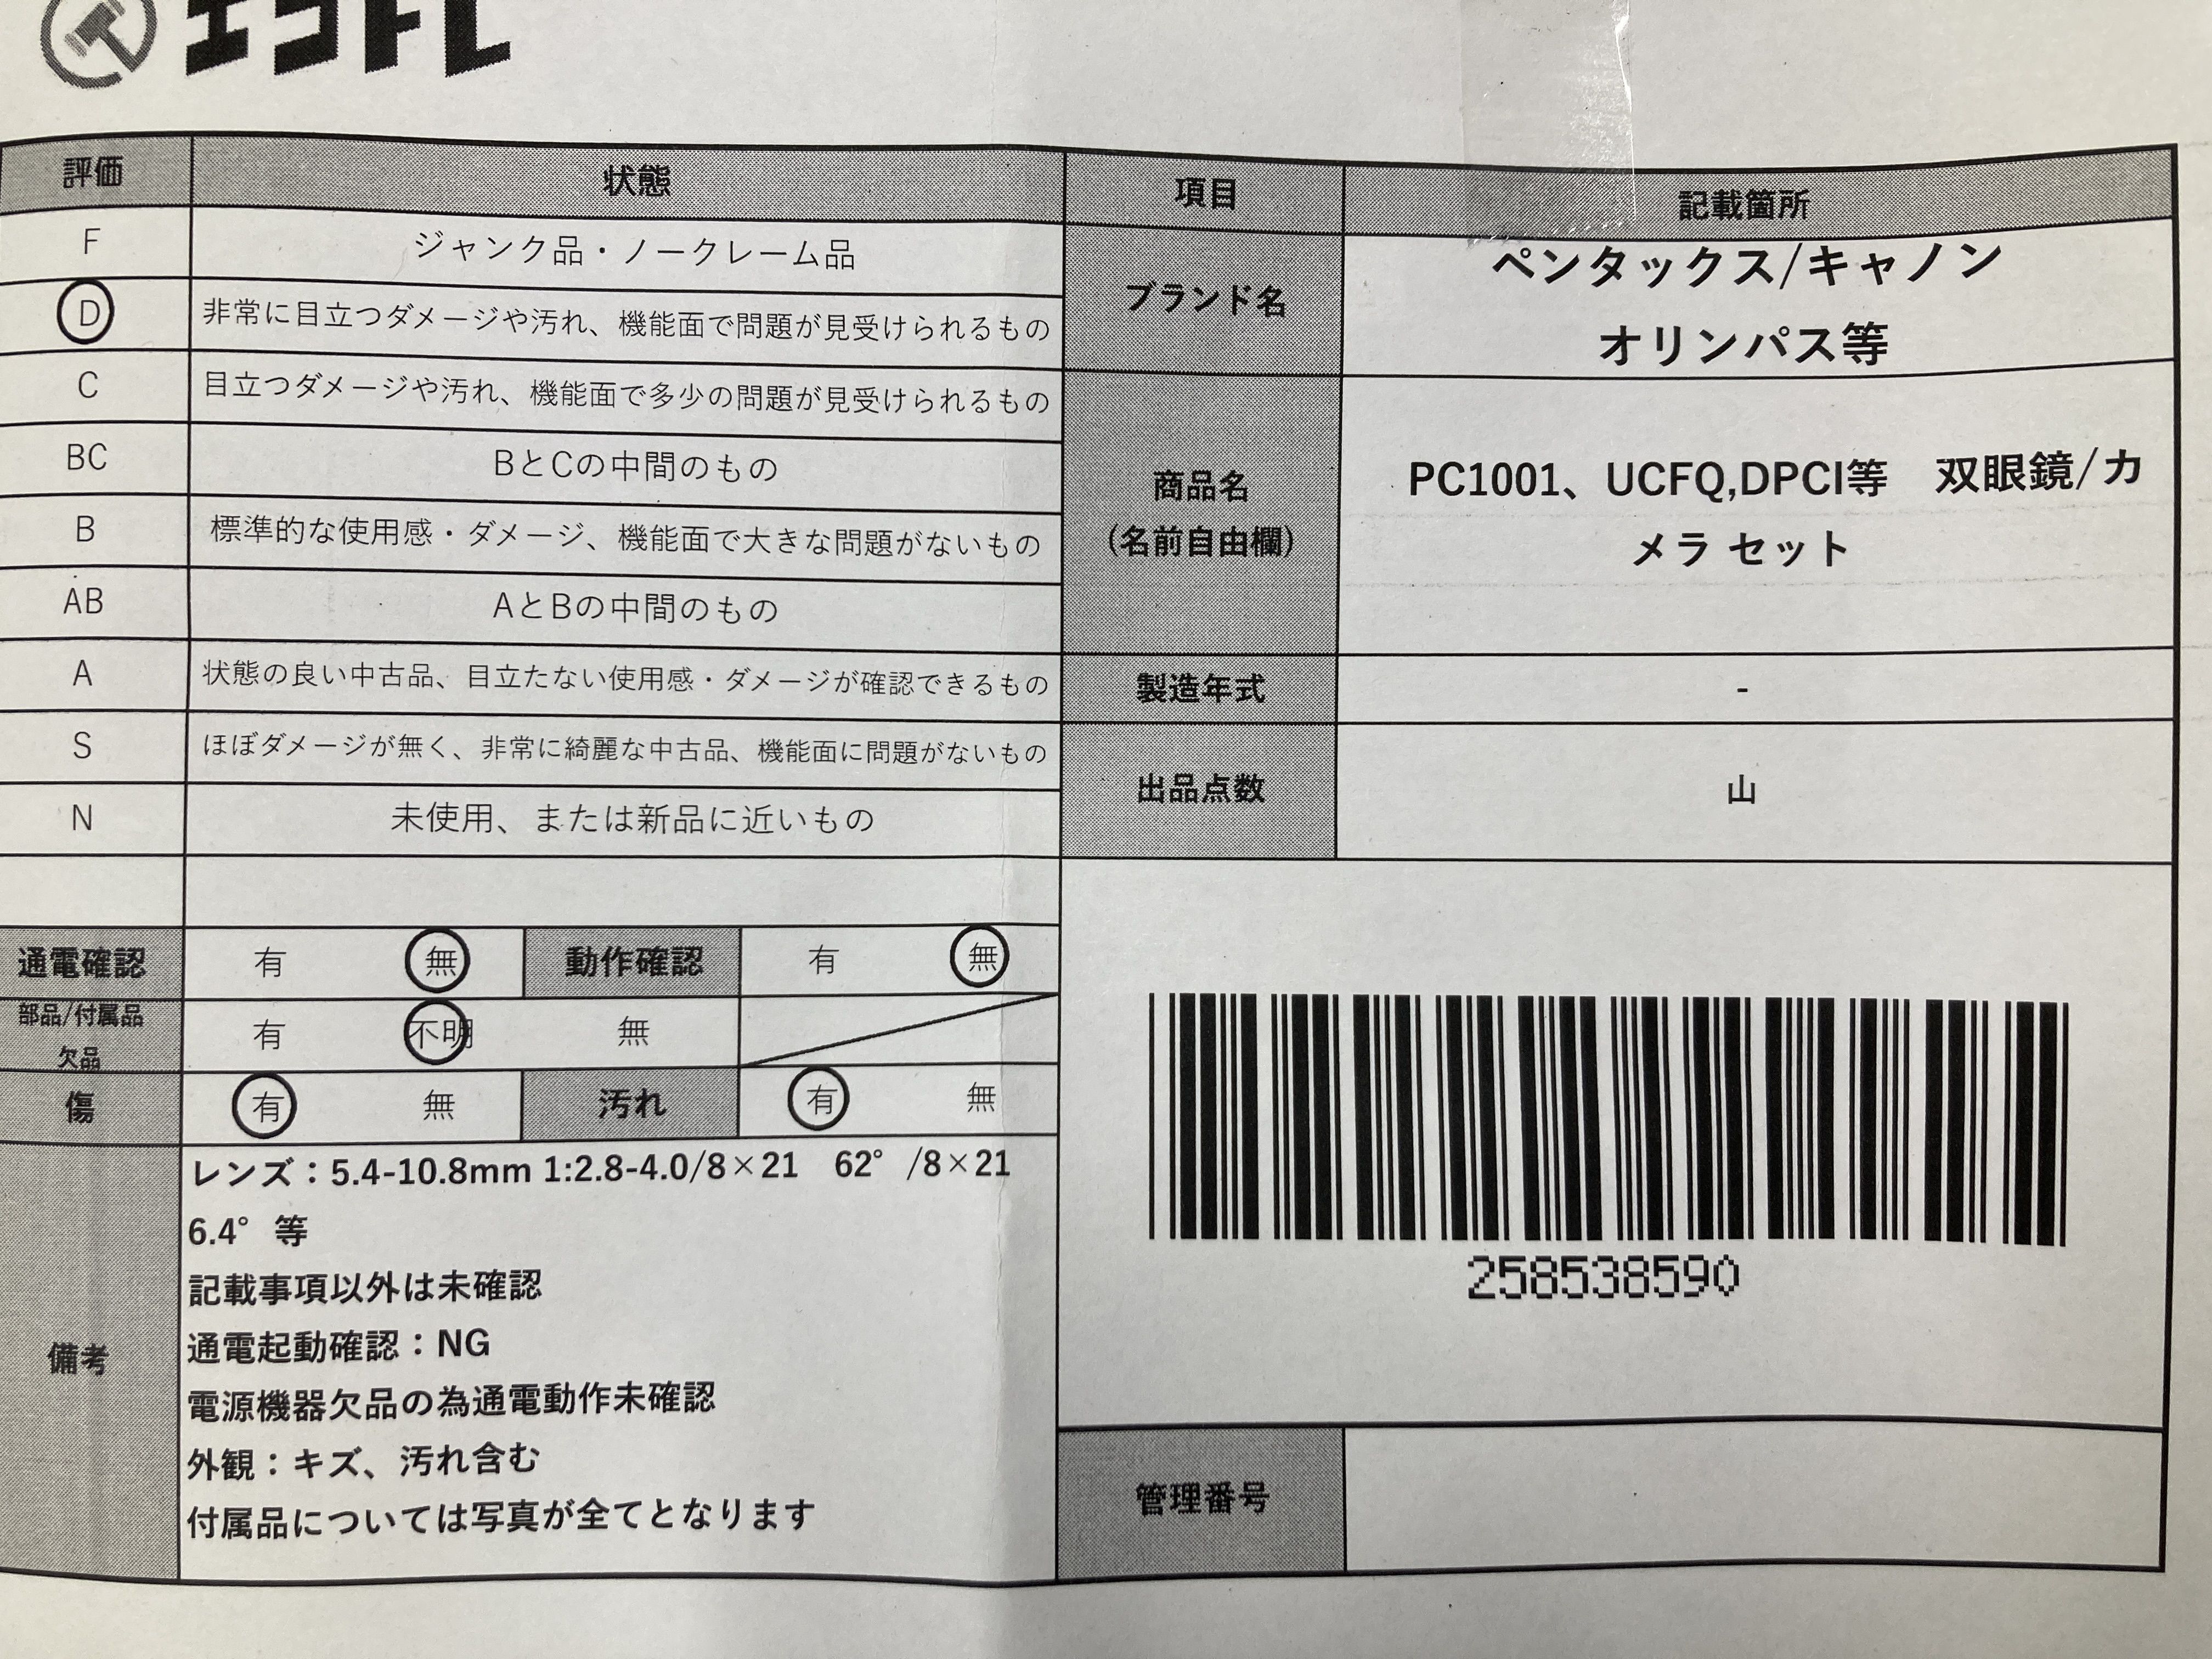 エコトレ
評価 状態
F ジャンク品・ノークレーム品
D 非常に目立つダメージや汚れ、機能面で問題が見受けられるもの
C 目立つダメージや汚れ、機能面で多少の問題が見受けられるもの
BC BとCの中間のもの
B 標準的な使用感・ダメージ、機能面で大きな問題がないもの
AB AとBの中間のもの
A 状態の良い中古品、目立たない使用感・ダメージが確認できるもの
S ほぼダメージが無く、非常に綺麗な中古品、機能面に問題がないもの
N 未使用、または新品に近いもの
通電確認 有 無 動作確認 有 無
部品/付属品
欠品 有 不明 無
傷 有 無 汚れ 有 無
備考
レンズ：5.4-10.8mm 1:2.8-4.0/8×21 62° /8×21
6.4° 等
記載事項以外は未確認
通電起動確認：NG
電源機器欠品の為通電動作未確認
外観：キズ、汚れ含む
付属品については写真が全てとなります
項目 記載箇所
ブランド名
ペンタックス/キャノン
オリンパス等
商品名
(名前自由欄)
PC1001、UCFQ,DPCI等 双眼鏡/カ
メラ セット
製造年式 -
出品点数 山
258538590
管理番号